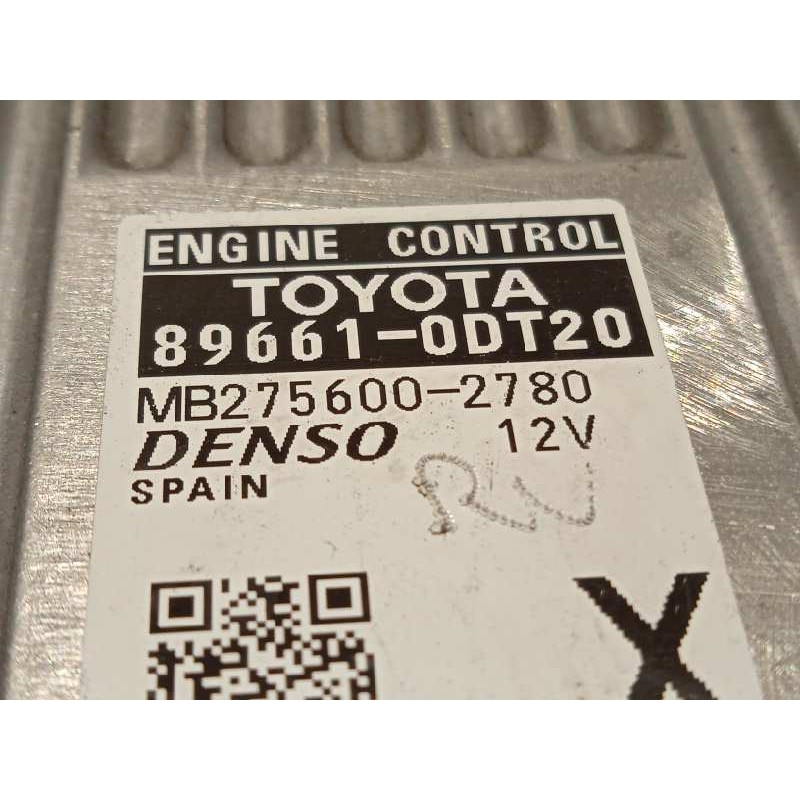 ENGINE CONTROL
TOYOTA
89661-0DT20
MB275600-2780
DENSO 12V
SPAIN
X